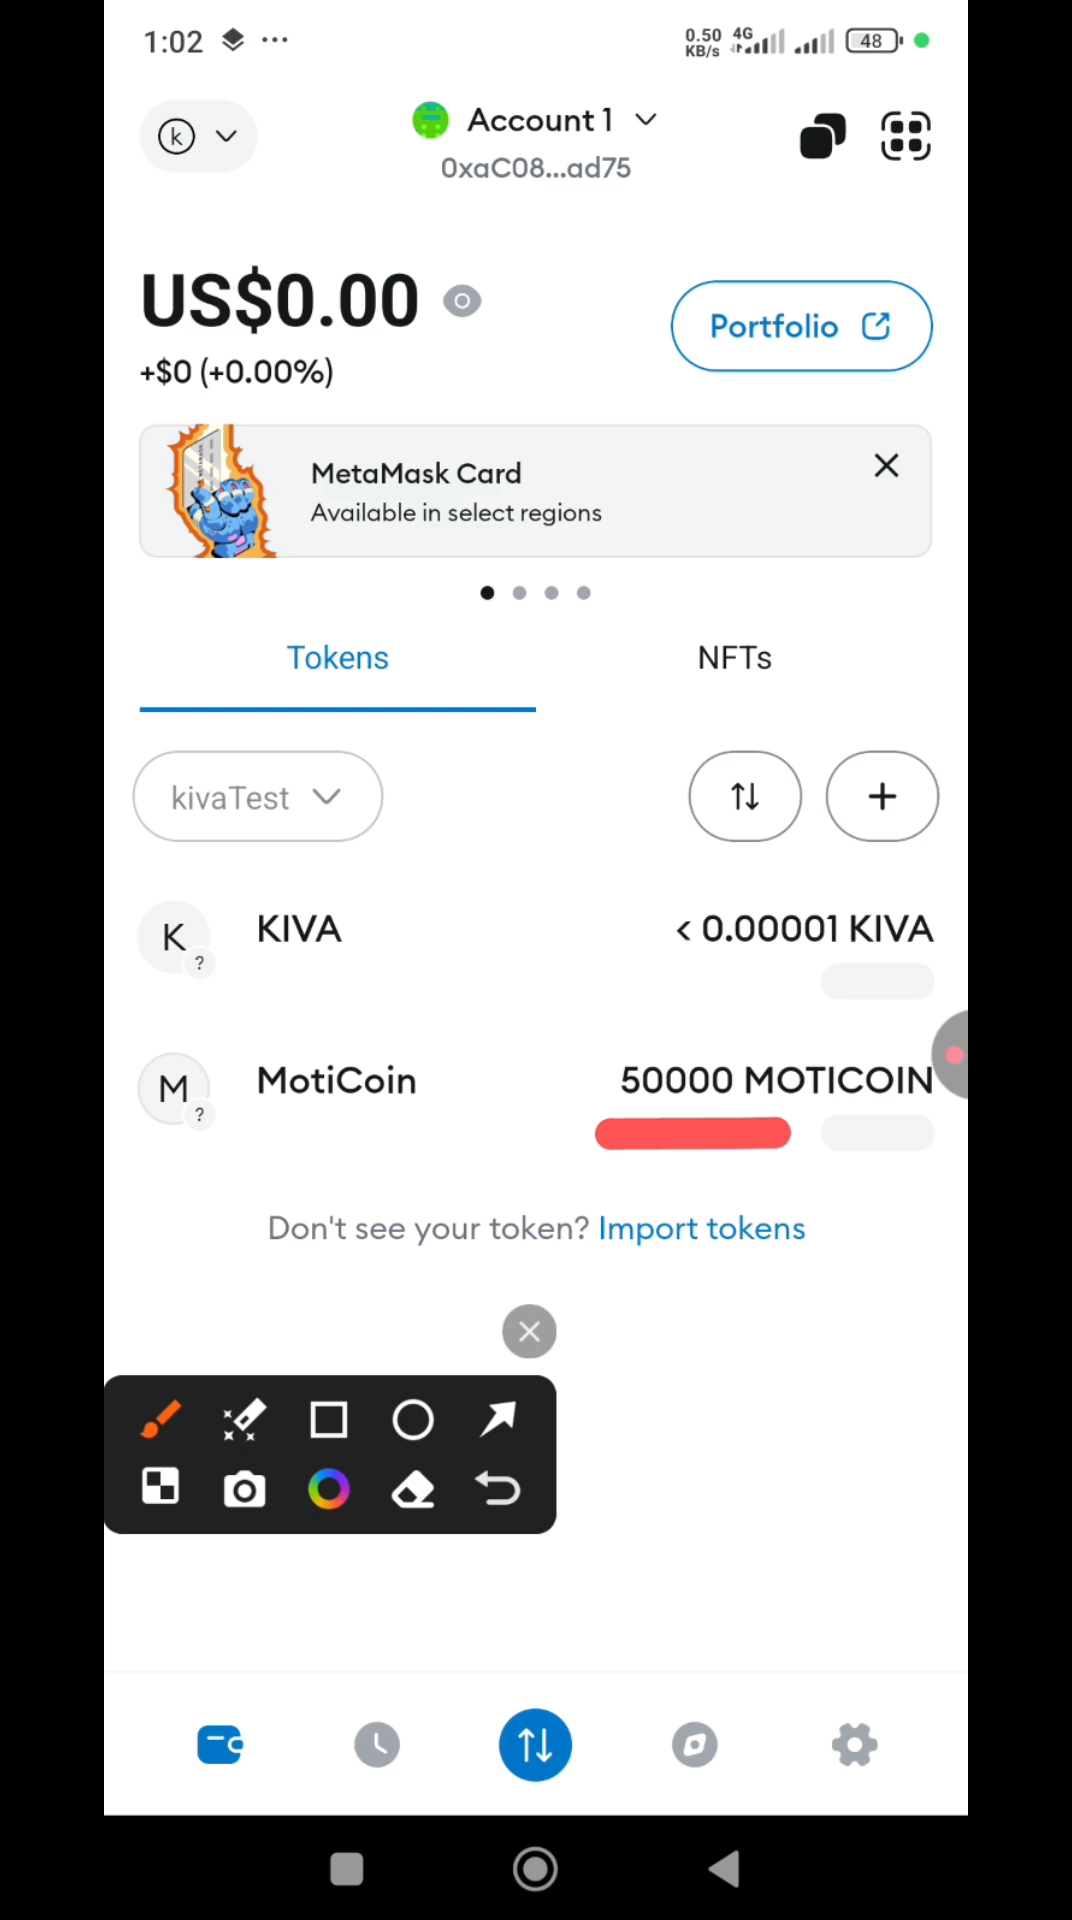 1:02 ...
0.50 KB/s 4G 48
k
Account 1
0xaC08...ad75
US$0.00
+$0 (+0.00%)
Portfolio
MetaMask Card
Available in select regions
Tokens NFTs
kivaTest
K ? KIVA < 0.00001 KIVA
M ? MotiCoin 50000 MOTICOIN
Don't see your token? Import tokens